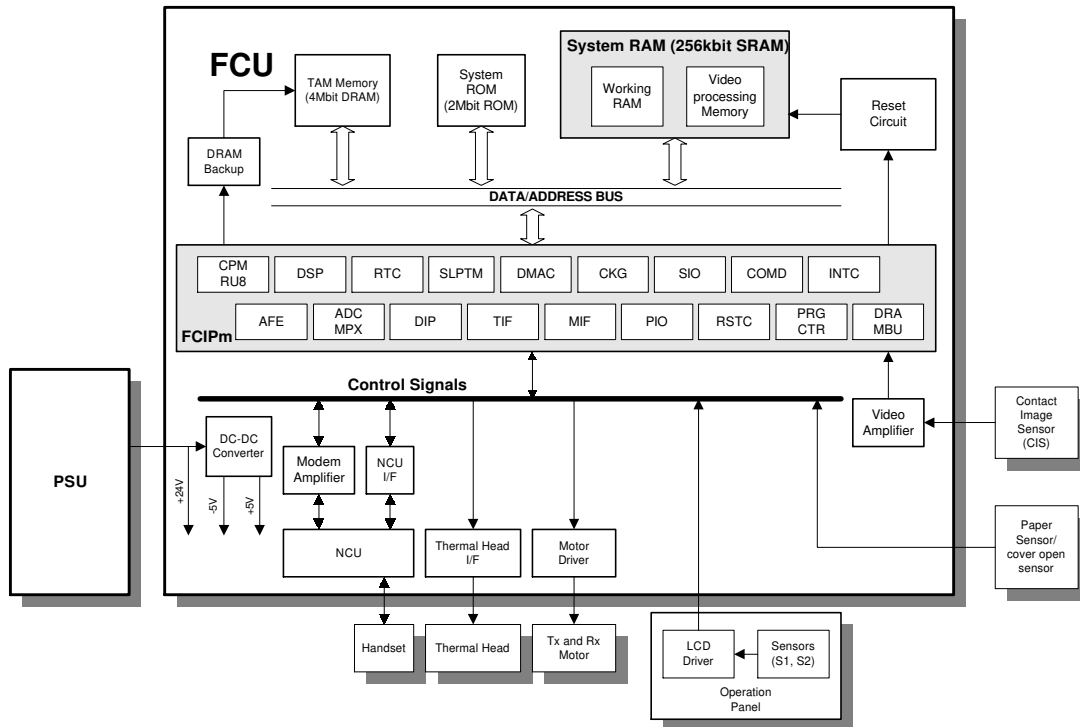 FCU
TAM Memory
(4Mbit DRAM)
System
ROM
(2Mbit ROM)
System RAM (256kbit SRAM)
Working
RAM
Video
processing
Memory
Reset
Circuit
DRAM
Backup
DATA/ADDRESS BUS
CPM
RU8
DSP
RTC
SLPTM
DMAC
CKG
SIO
COMD
INTC
AFE
ADC
MPX
DIP
TIF
MIF
PIO
RSTC
PRG
CTR
DRA
MBU
FCIPm
Control Signals
PSU
DC-DC
Converter
+24V
-5V
+5V
Modem
Amplifier
NCU
I/F
Video
Amplifier
Contact
Image
Sensor
(CIS)
NCU
Thermal Head
I/F
Motor
Driver
Paper
Sensor/
cover open
sensor
Handset
Thermal Head
Tx and Rx
Motor
LCD
Driver
Sensors
(S1, S2)
Operation
Panel